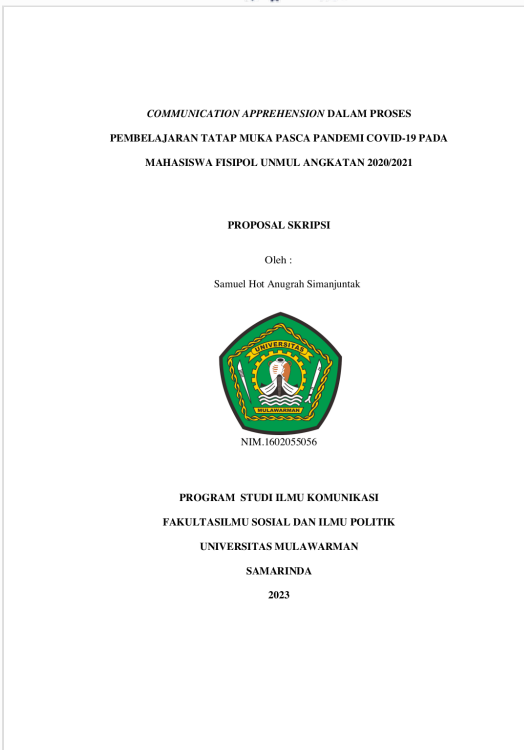 COMMUNICATION APPREHENSION DALAM PROSES
PEMBELAJARAN TATAP MUKA PASCA PANDEMI COVID-19 PADA
MAHASISWA FISIPOL UNMUL ANGKATAN 2020/2021
PROPOSAL SKRIPSI
Oleh :
Samuel Hot Anugrah Simanjuntak
UNIVERSITAS
MULAWARMAN
NIM.1602055056
PROGRAM STUDI ILMU KOMUNIKASI
FAKULTASILMU SOSIAL DAN ILMU POLITIK
UNIVERSITAS MULAWARMAN
SAMARINDA
2023